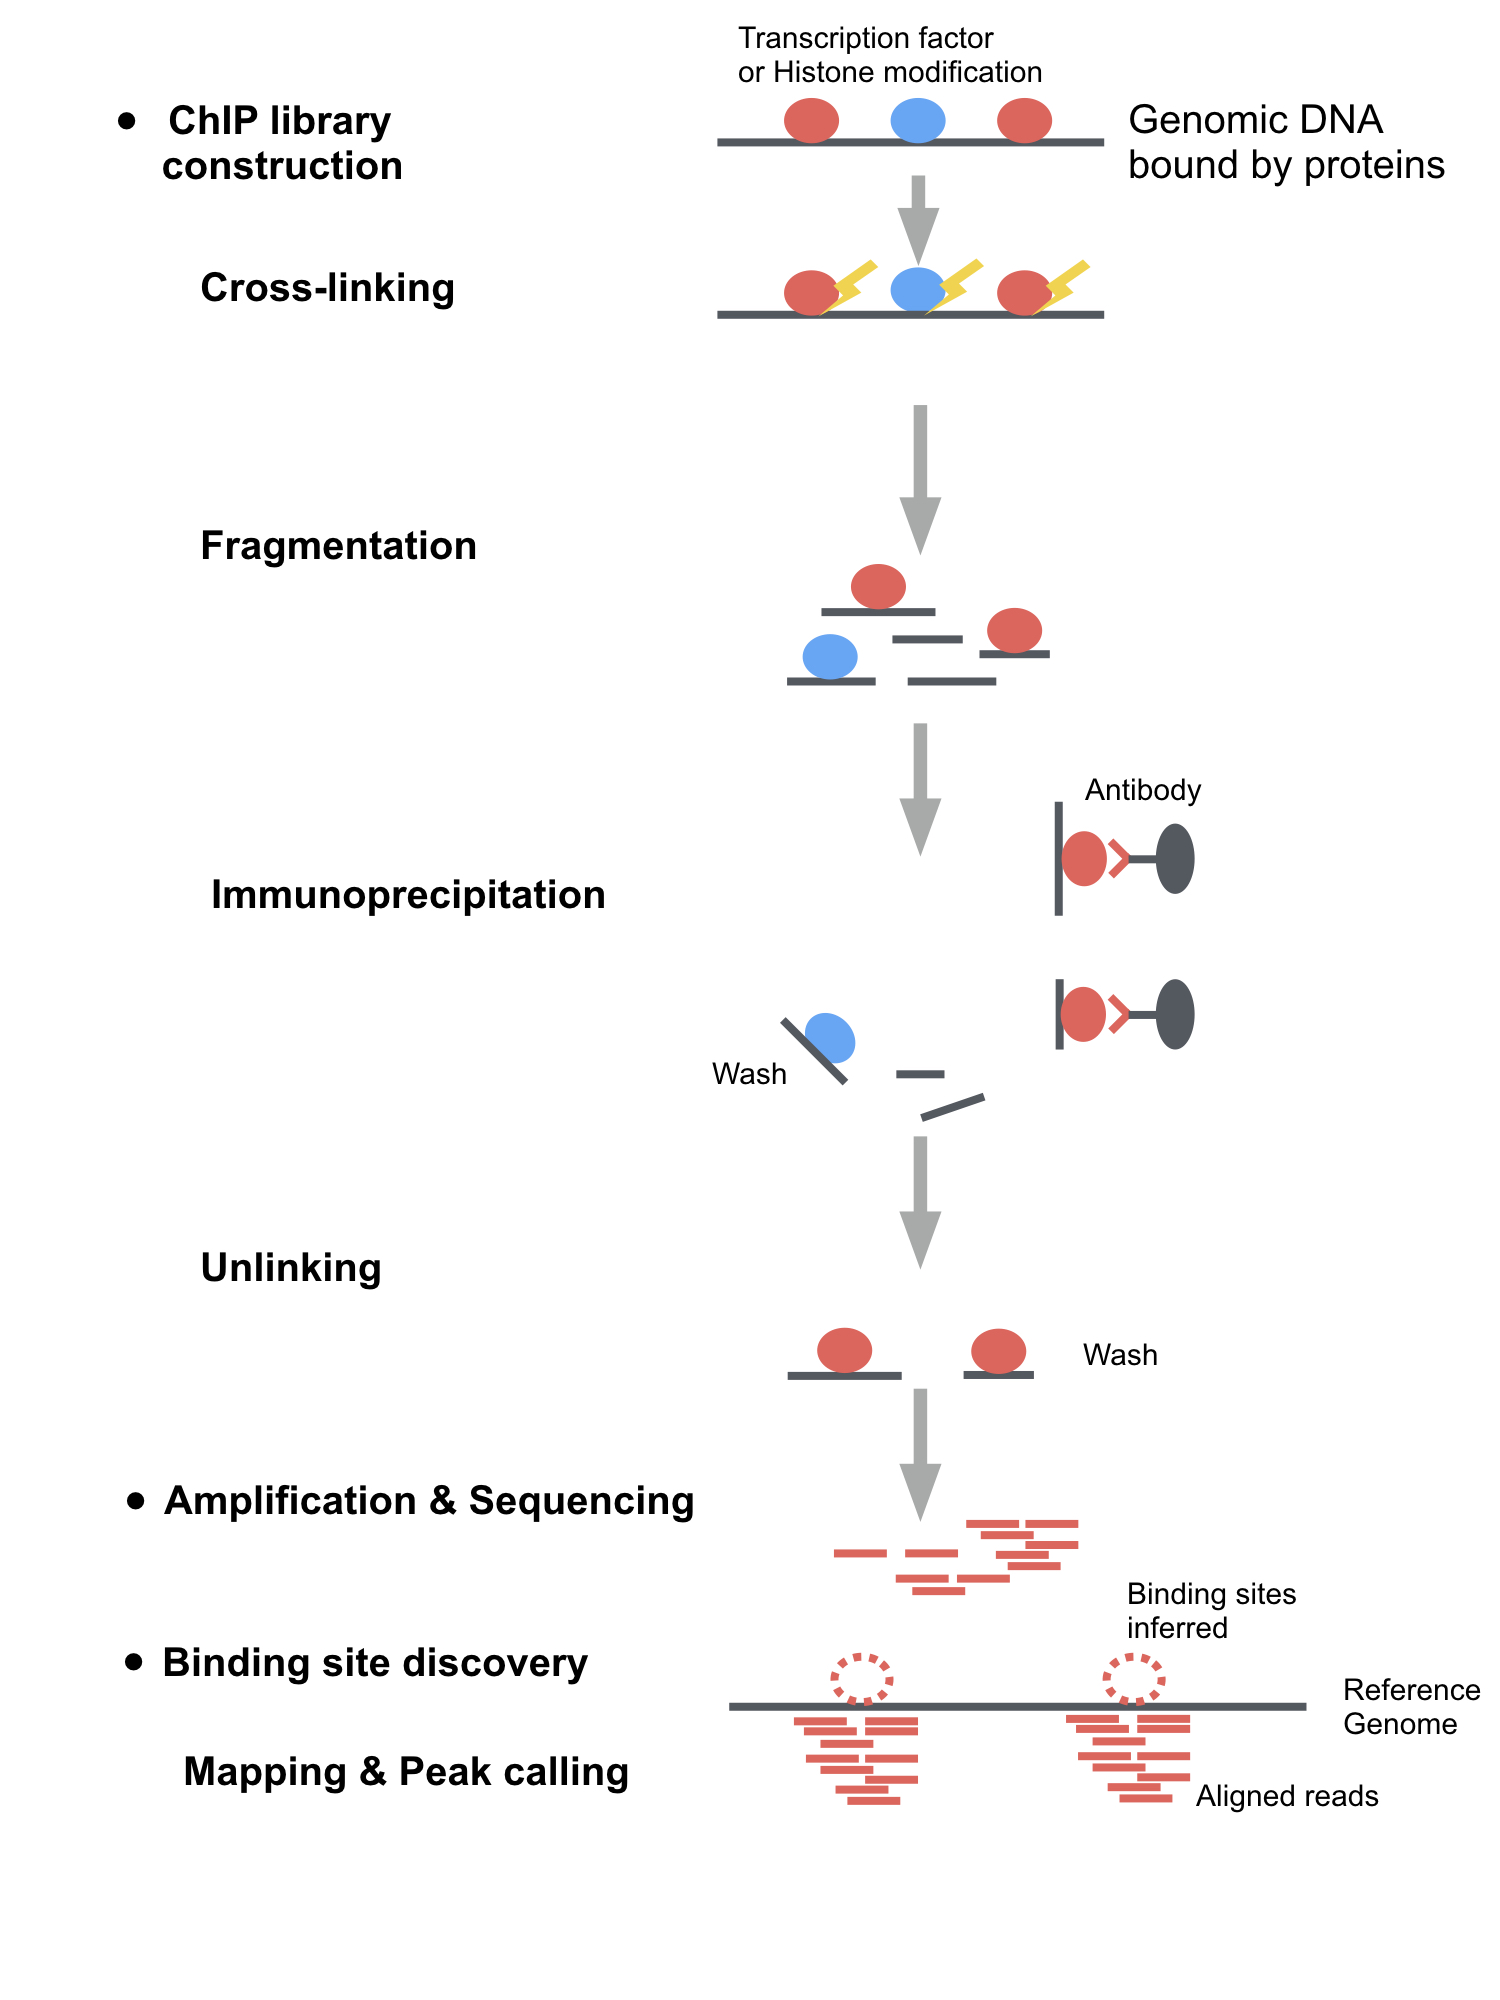 Transcription factor
or Histone modification
● ChIP library
construction
Genomic DNA
bound by proteins
Cross-linking
Fragmentation
Antibody
Immunoprecipitation
Wash
Unlinking
Wash
● Amplification & Sequencing
Binding sites
inferred
● Binding site discovery
Reference
Genome
Mapping & Peak calling
Aligned reads